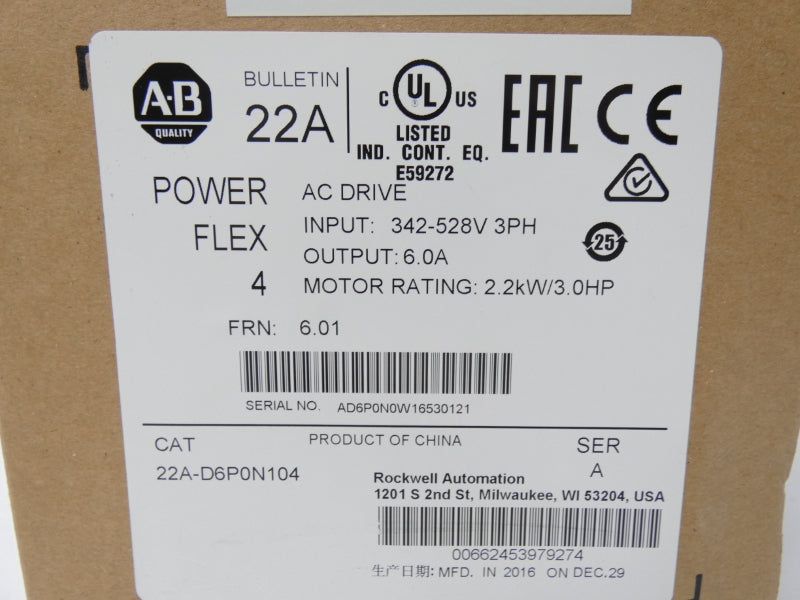 A·B
QUALITY
BULLETIN
22A
C UL US
LISTED
IND. CONT. EQ.
E59272
EAC CE
POWER
FLEX
4
AC DRIVE
INPUT: 342-528V 3PH
OUTPUT: 6.0A
MOTOR RATING: 2.2kW/3.0HP
25
FRN: 6.01
SERIAL NO. AD6P0N0W16530121
CAT
22A-D6P0N104
PRODUCT OF CHINA
SER
A
Rockwell Automation
1201 S 2nd St, Milwaukee, WI 53204, USA
00662453979274
生产日期: MFD. IN 2016 ON DEC.29